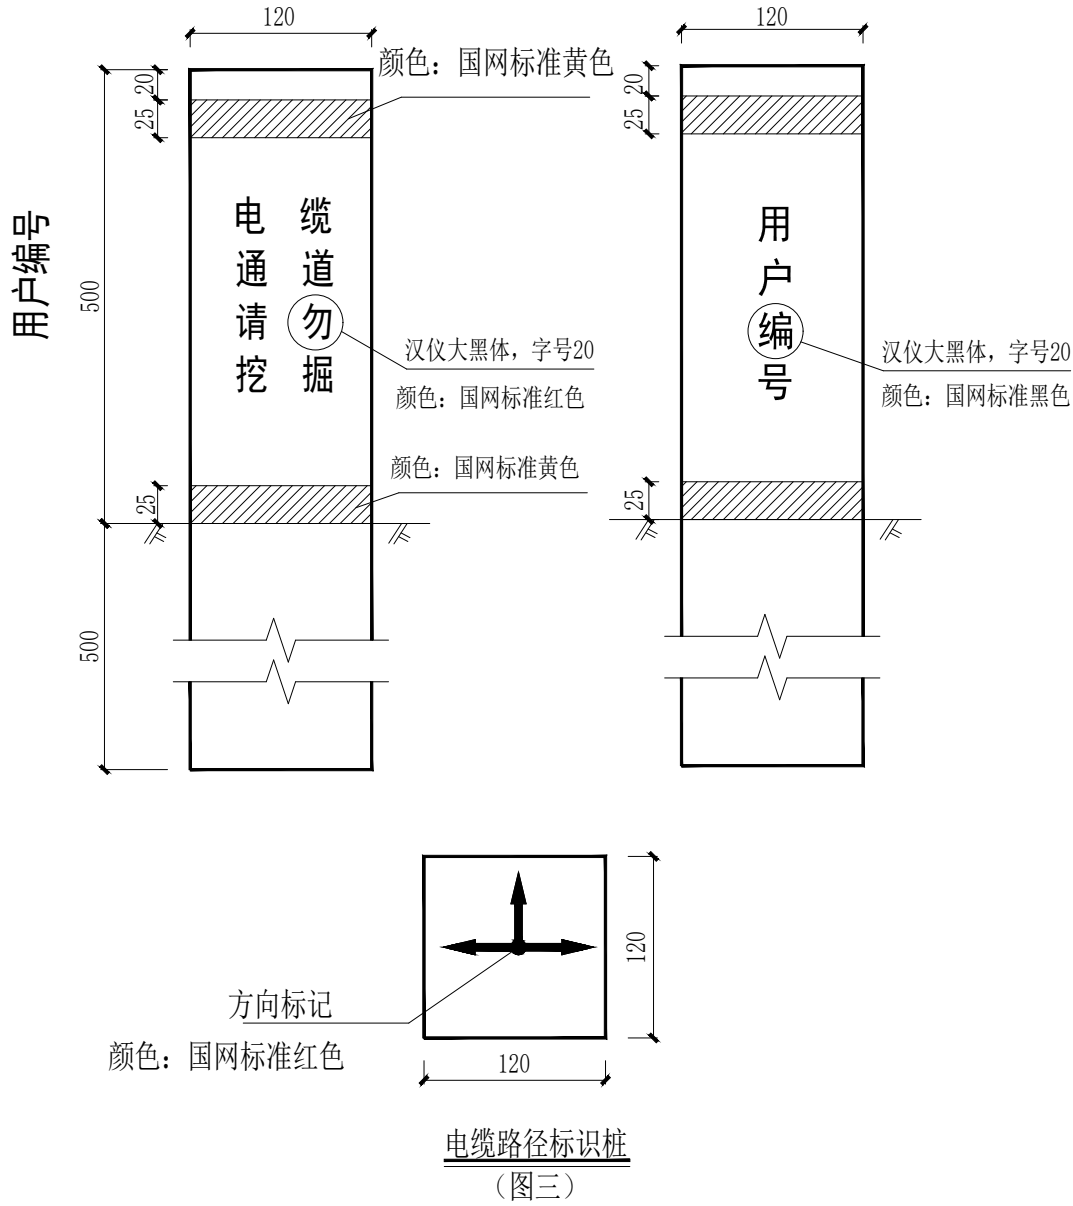 120
颜色：国网标准黄色
20
25
用户编号
500
电缆
通道
请勿
挖掘
汉仪大黑体，字号20
颜色：国网标准红色
颜色：国网标准黄色
25
500
120
20
25
用
户
编
号
汉仪大黑体，字号20
颜色：国网标准黑色
25
120
方向标记
颜色：国网标准红色
120
电缆路径标识桩
（图三）